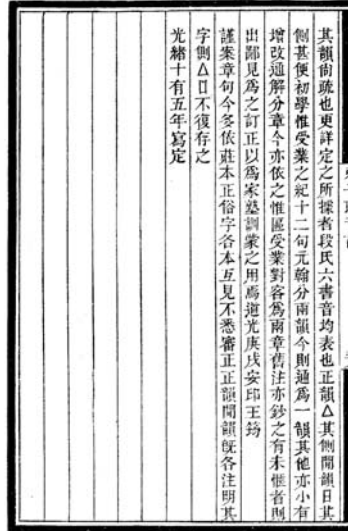 其韻尙疏也更詳定之所據者段氏六書音均表也正韻△其側閒韻口其
側甚便初學惟受業之紀十二句元翰分兩韻今則通爲一韻其他亦小有
增改通解分章今亦依之惟區受業對客爲兩章舊注亦鈔之有未愜者則
出鄙見爲之訂正以爲家塾訓蒙之用焉道光庚戌安邱王筠
謹案章句今多依莊本正俗字各本互見不悉審正正韻閒韻旣各注明其
字側△口不復存之
光緒十有五年寫定